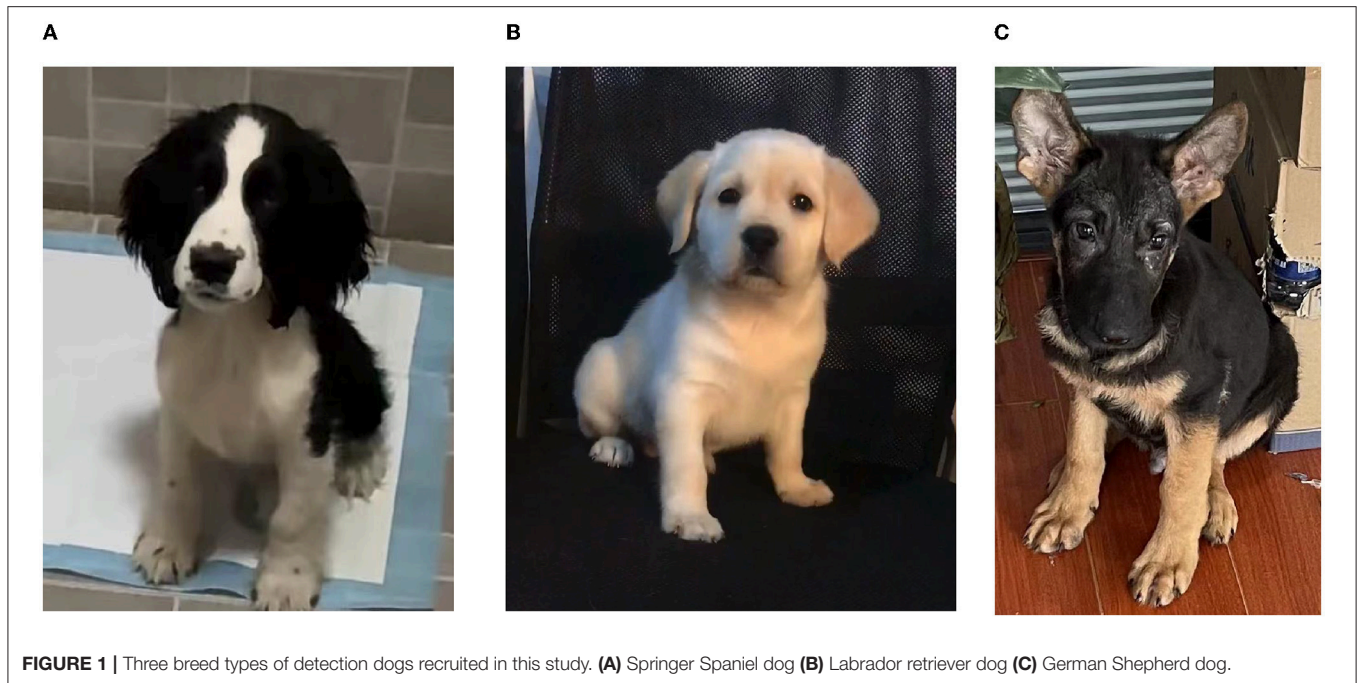 A
B
C
FIGURE 1 | Three breed types of detection dogs recruited in this study. (A) Springer Spaniel dog (B) Labrador retriever dog (C) German Shepherd dog.